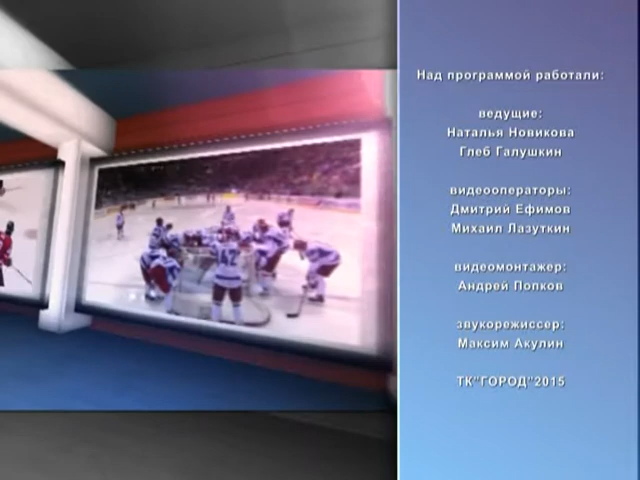 Над программой работали:
ведущие:
Наталья Новикова
Глеб Галушкин
видеооператоры:
Дмитрий Ефимов
Михаил Лазуткин
видеомонтажер:
Андрей Попков
звукорежиссер:
Максим Акулин
ТК"ГОРОД"2015
42